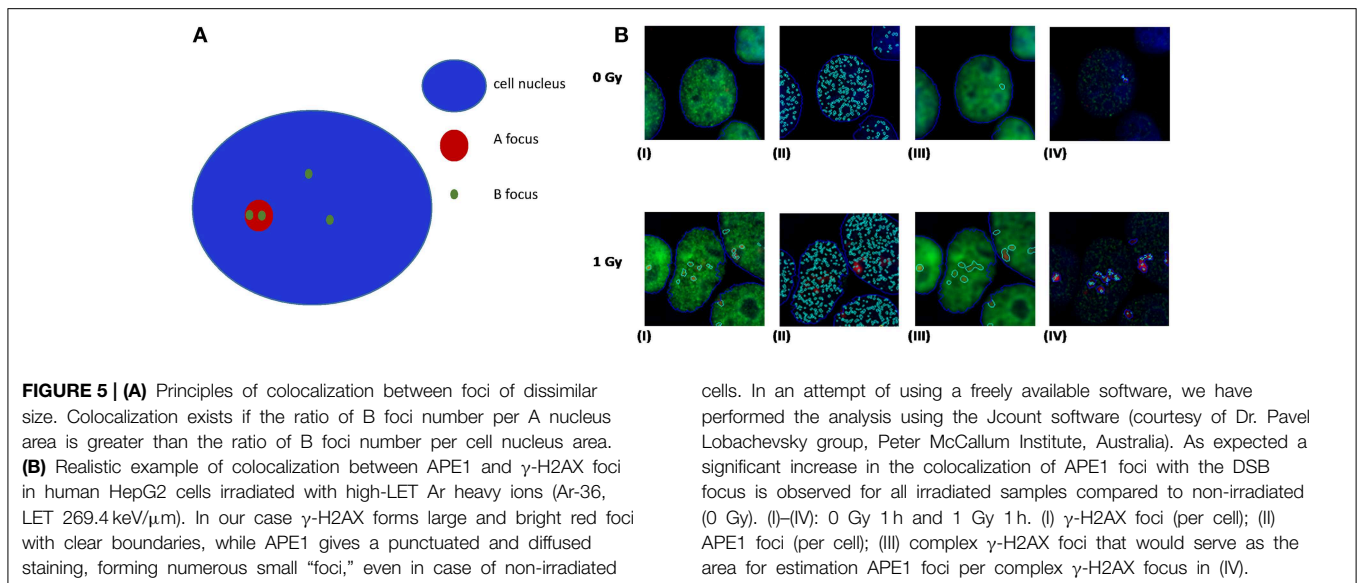 A
cell nucleus
A focus
B focus
B
0 Gy
(I) (II) (III) (IV)
1 Gy
(I) (II) (III) (IV)
FIGURE 5 | (A) Principles of colocalization between foci of dissimilar
size. Colocalization exists if the ratio of B foci number per A nucleus
area is greater than the ratio of B foci number per cell nucleus area.
(B) Realistic example of colocalization between APE1 and γ-H2AX foci
in human HepG2 cells irradiated with high-LET Ar heavy ions (Ar-36,
LET 269.4 keV/μm). In our case γ-H2AX forms large and bright red foci
with clear boundaries, while APE1 gives a punctuated and diffused
staining, forming numerous small “foci,” even in case of non-irradiated
cells. In an attempt of using a freely available software, we have
performed the analysis using the Jcount software (courtesy of Dr. Pavel
Lobachevsky group, Peter McCallum Institute, Australia). As expected a
significant increase in the colocalization of APE1 foci with the DSB
focus is observed for all irradiated samples compared to non-irradiated
(0 Gy). (I)–(IV): 0 Gy 1 h and 1 Gy 1 h. (I) γ-H2AX foci (per cell); (II)
APE1 foci (per cell); (III) complex γ-H2AX foci that would serve as the
area for estimation APE1 foci per complex γ-H2AX focus in (IV).